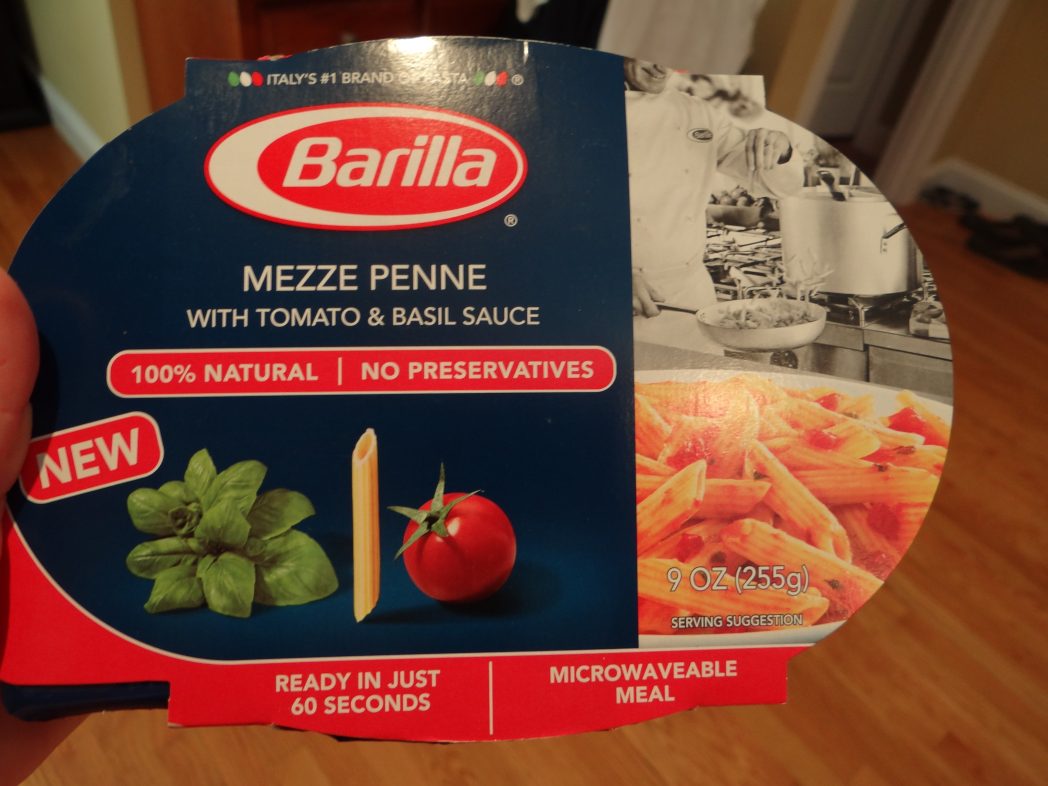 ITALY'S #1 BRAND OF PASTA ®
Barilla
®
MEZZE PENNE
WITH TOMATO & BASIL SAUCE
100% NATURAL | NO PRESERVATIVES
NEW
9 OZ (255g)
SERVING SUGGESTION
READY IN JUST
60 SECONDS
MICROWAVEABLE
MEAL